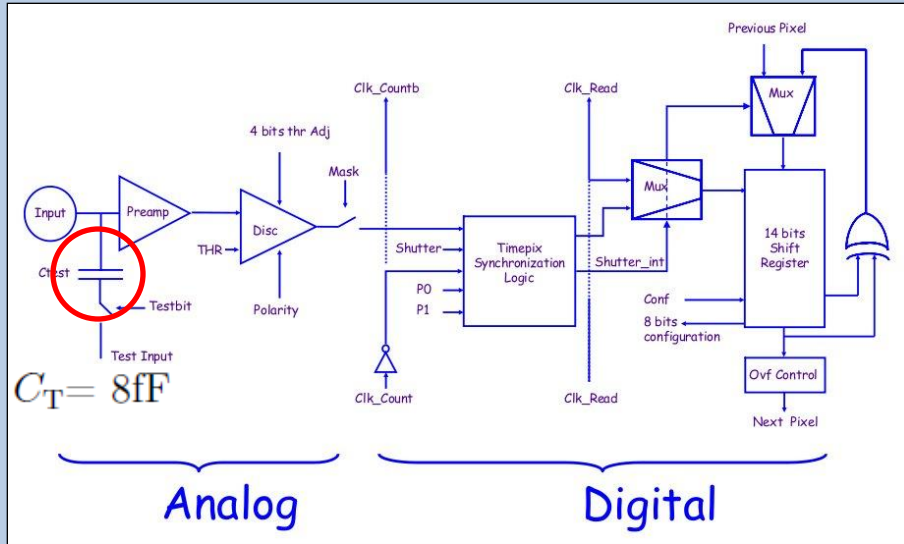 Previous Pixel
Clk_Countb
Clk_Read
Mux
4 bits thr Adj
Mask
Input
Preamp
Disc
Mux
THR
Shutter
Timepix
Synchronization
Logic
Shutter_int
14 bits
Shift
Register
Ctest
Testbit
Polarity
P0
P1
Conf
8 bits
configuration
Test Input
C_T= 8fF
Clk_Count
Clk_Read
Ovf Control
Next Pixel
Analog
Digital